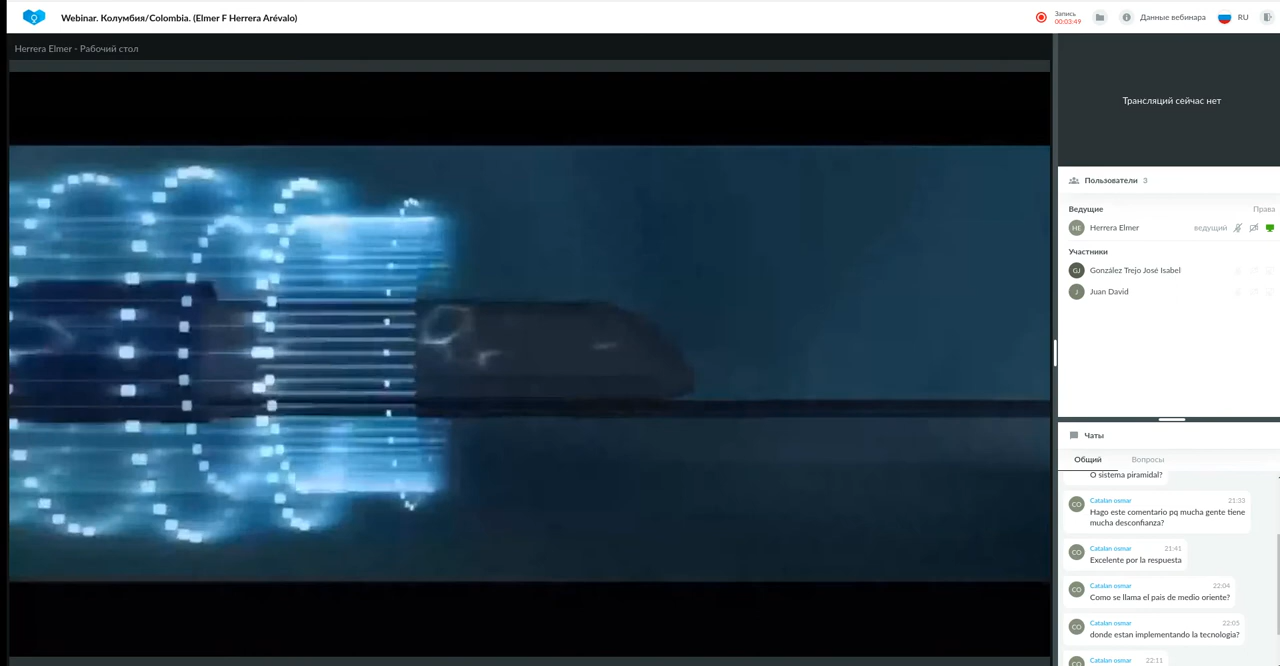 Webinar. Колумбия/Colombia. (Elmer F Herrera Arévalo)
Запись
00:03:49
Данные вебинара
RU
Herrera Elmer - Рабочий стол
Трансляций сейчас нет
Пользователи 3
Ведущие Права
HE Herrera Elmer ведущий
Участники
GJ González Trejo José Isabel
J Juan David
Чаты
Общий Вопросы
O sistema piramidal?
CO Catalan osmar 21:33
Hago este comentario pq mucha gente tiene
mucha desconfianza?
CO Catalan osmar 21:41
Excelente por la respuesta
CO Catalan osmar 22:04
Como se llama el pais de medio oriente?
CO Catalan osmar 22:05
donde estan implementando la tecnologia?
CO Catalan osmar 22:11